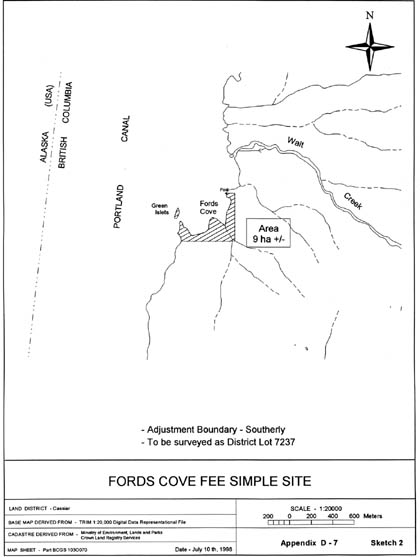 N
ALASKA (USA)
BRITISH COLUMBIA
PORTLAND CANAL
Wait Creek
Green Islets
Fords Cove
Area
9 ha +/-
- Adjustment Boundary - Southerly
- To be surveyed as District Lot 7237
FORDS COVE FEE SIMPLE SITE
LAND DISTRICT - Cassiar
BASE MAP DERIVED FROM - TRIM 1:20,000 Digital Data Representational File
CADASTRE DERIVED FROM - Ministry of Environment, Lands and Parks
Crown Land Registry Services
MAP SHEET - Part BCGS 103O070
Date - July 10 th, 1998
SCALE - 1:20000
200 0 200 400 600 Meters
Appendix D - 7 Sketch 2